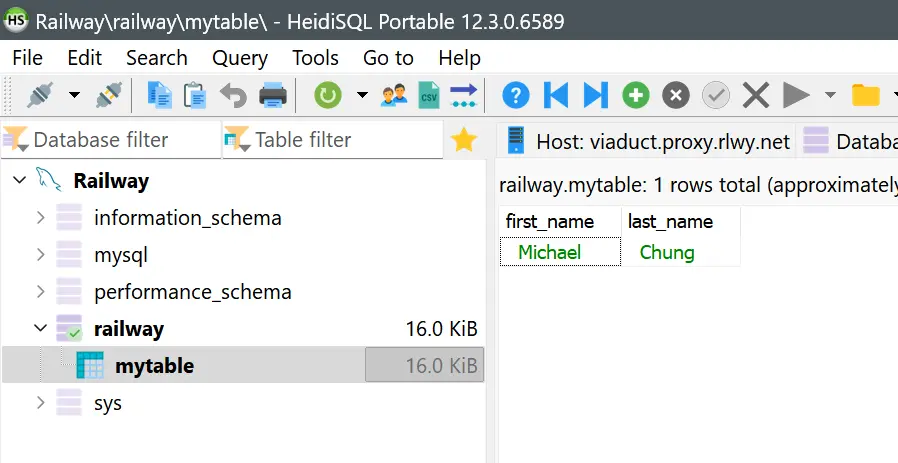 HS Railway\railway\mytable\ - HeidiSQL Portable 12.3.0.6589
File Edit Search Query Tools Go to Help
CSV ?
Database filter Table filter
Host: viaduct.proxy.rlwy.net Databa
Railway
information_schema
mysql
performance_schema
railway 16.0 KiB
mytable 16.0 KiB
sys
railway.mytable: 1 rows total (approximately
first_name last_name
Michael Chung